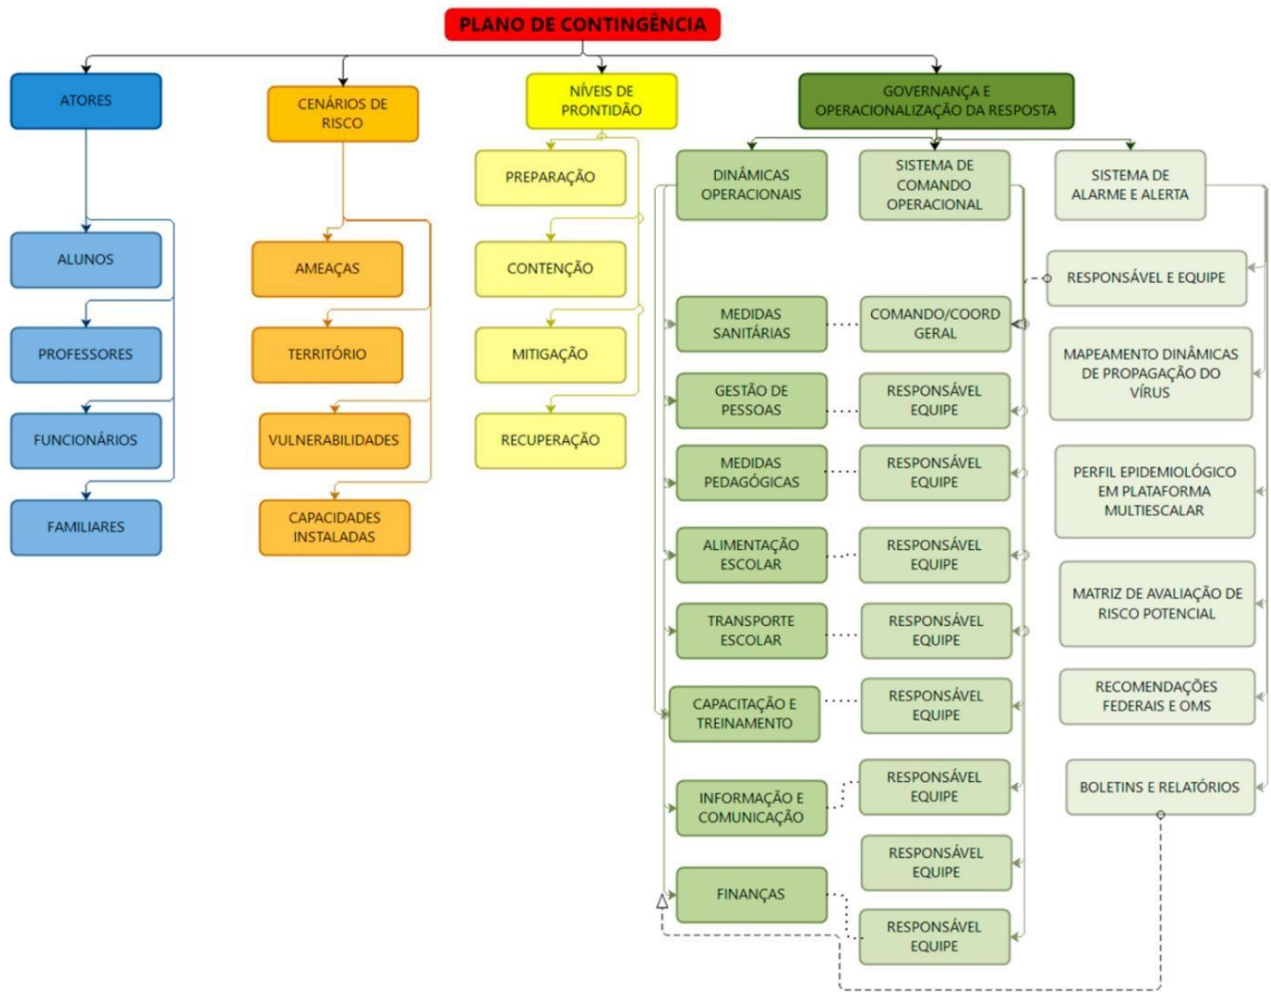 PLANO DE CONTINGÊNCIA
ATORES
ALUNOS
PROFESSORES
FUNCIONÁRIOS
FAMILIARES
CENÁRIOS DE
RISCO
AMEAÇAS
TERRITÓRIO
VULNERABILIDADES
CAPACIDADES
INSTALADAS
NÍVEIS DE
PRONTIDÃO
PREPARAÇÃO
CONTENÇÃO
MITIGAÇÃO
RECUPERAÇÃO
GOVERNANÇA E
OPERACIONALIZAÇÃO DA RESPOSTA
DINÂMICAS
OPERACIONAIS
MEDIDAS
SANITÁRIAS
GESTÃO DE
PESSOAS
MEDIDAS
PEDAGÓGICAS
ALIMENTAÇÃO
ESCOLAR
TRANSPORTE
ESCOLAR
CAPACITAÇÃO E
TREINAMENTO
INFORMAÇÃO E
COMUNICAÇÃO
FINANÇAS
SISTEMA DE
COMANDO
OPERACIONAL
COMANDO/COORD
GERAL
RESPONSÁVEL
EQUIPE
RESPONSÁVEL
EQUIPE
RESPONSÁVEL
EQUIPE
RESPONSÁVEL
EQUIPE
RESPONSÁVEL
EQUIPE
RESPONSÁVEL
EQUIPE
RESPONSÁVEL
EQUIPE
RESPONSÁVEL
EQUIPE
SISTEMA DE
ALARME E ALERTA
RESPONSÁVEL E EQUIPE
MAPEAMENTO DINÂMICAS
DE PROPAGAÇÃO DO
VÍRUS
PERFIL EPIDEMIOLÓGICO
EM PLATAFORMA
MULTIESCALAR
MATRIZ DE AVALIAÇÃO DE
RISCO POTENCIAL
RECOMENDAÇÕES
FEDERAIS E OMS
BOLETINS E RELATÓRIOS